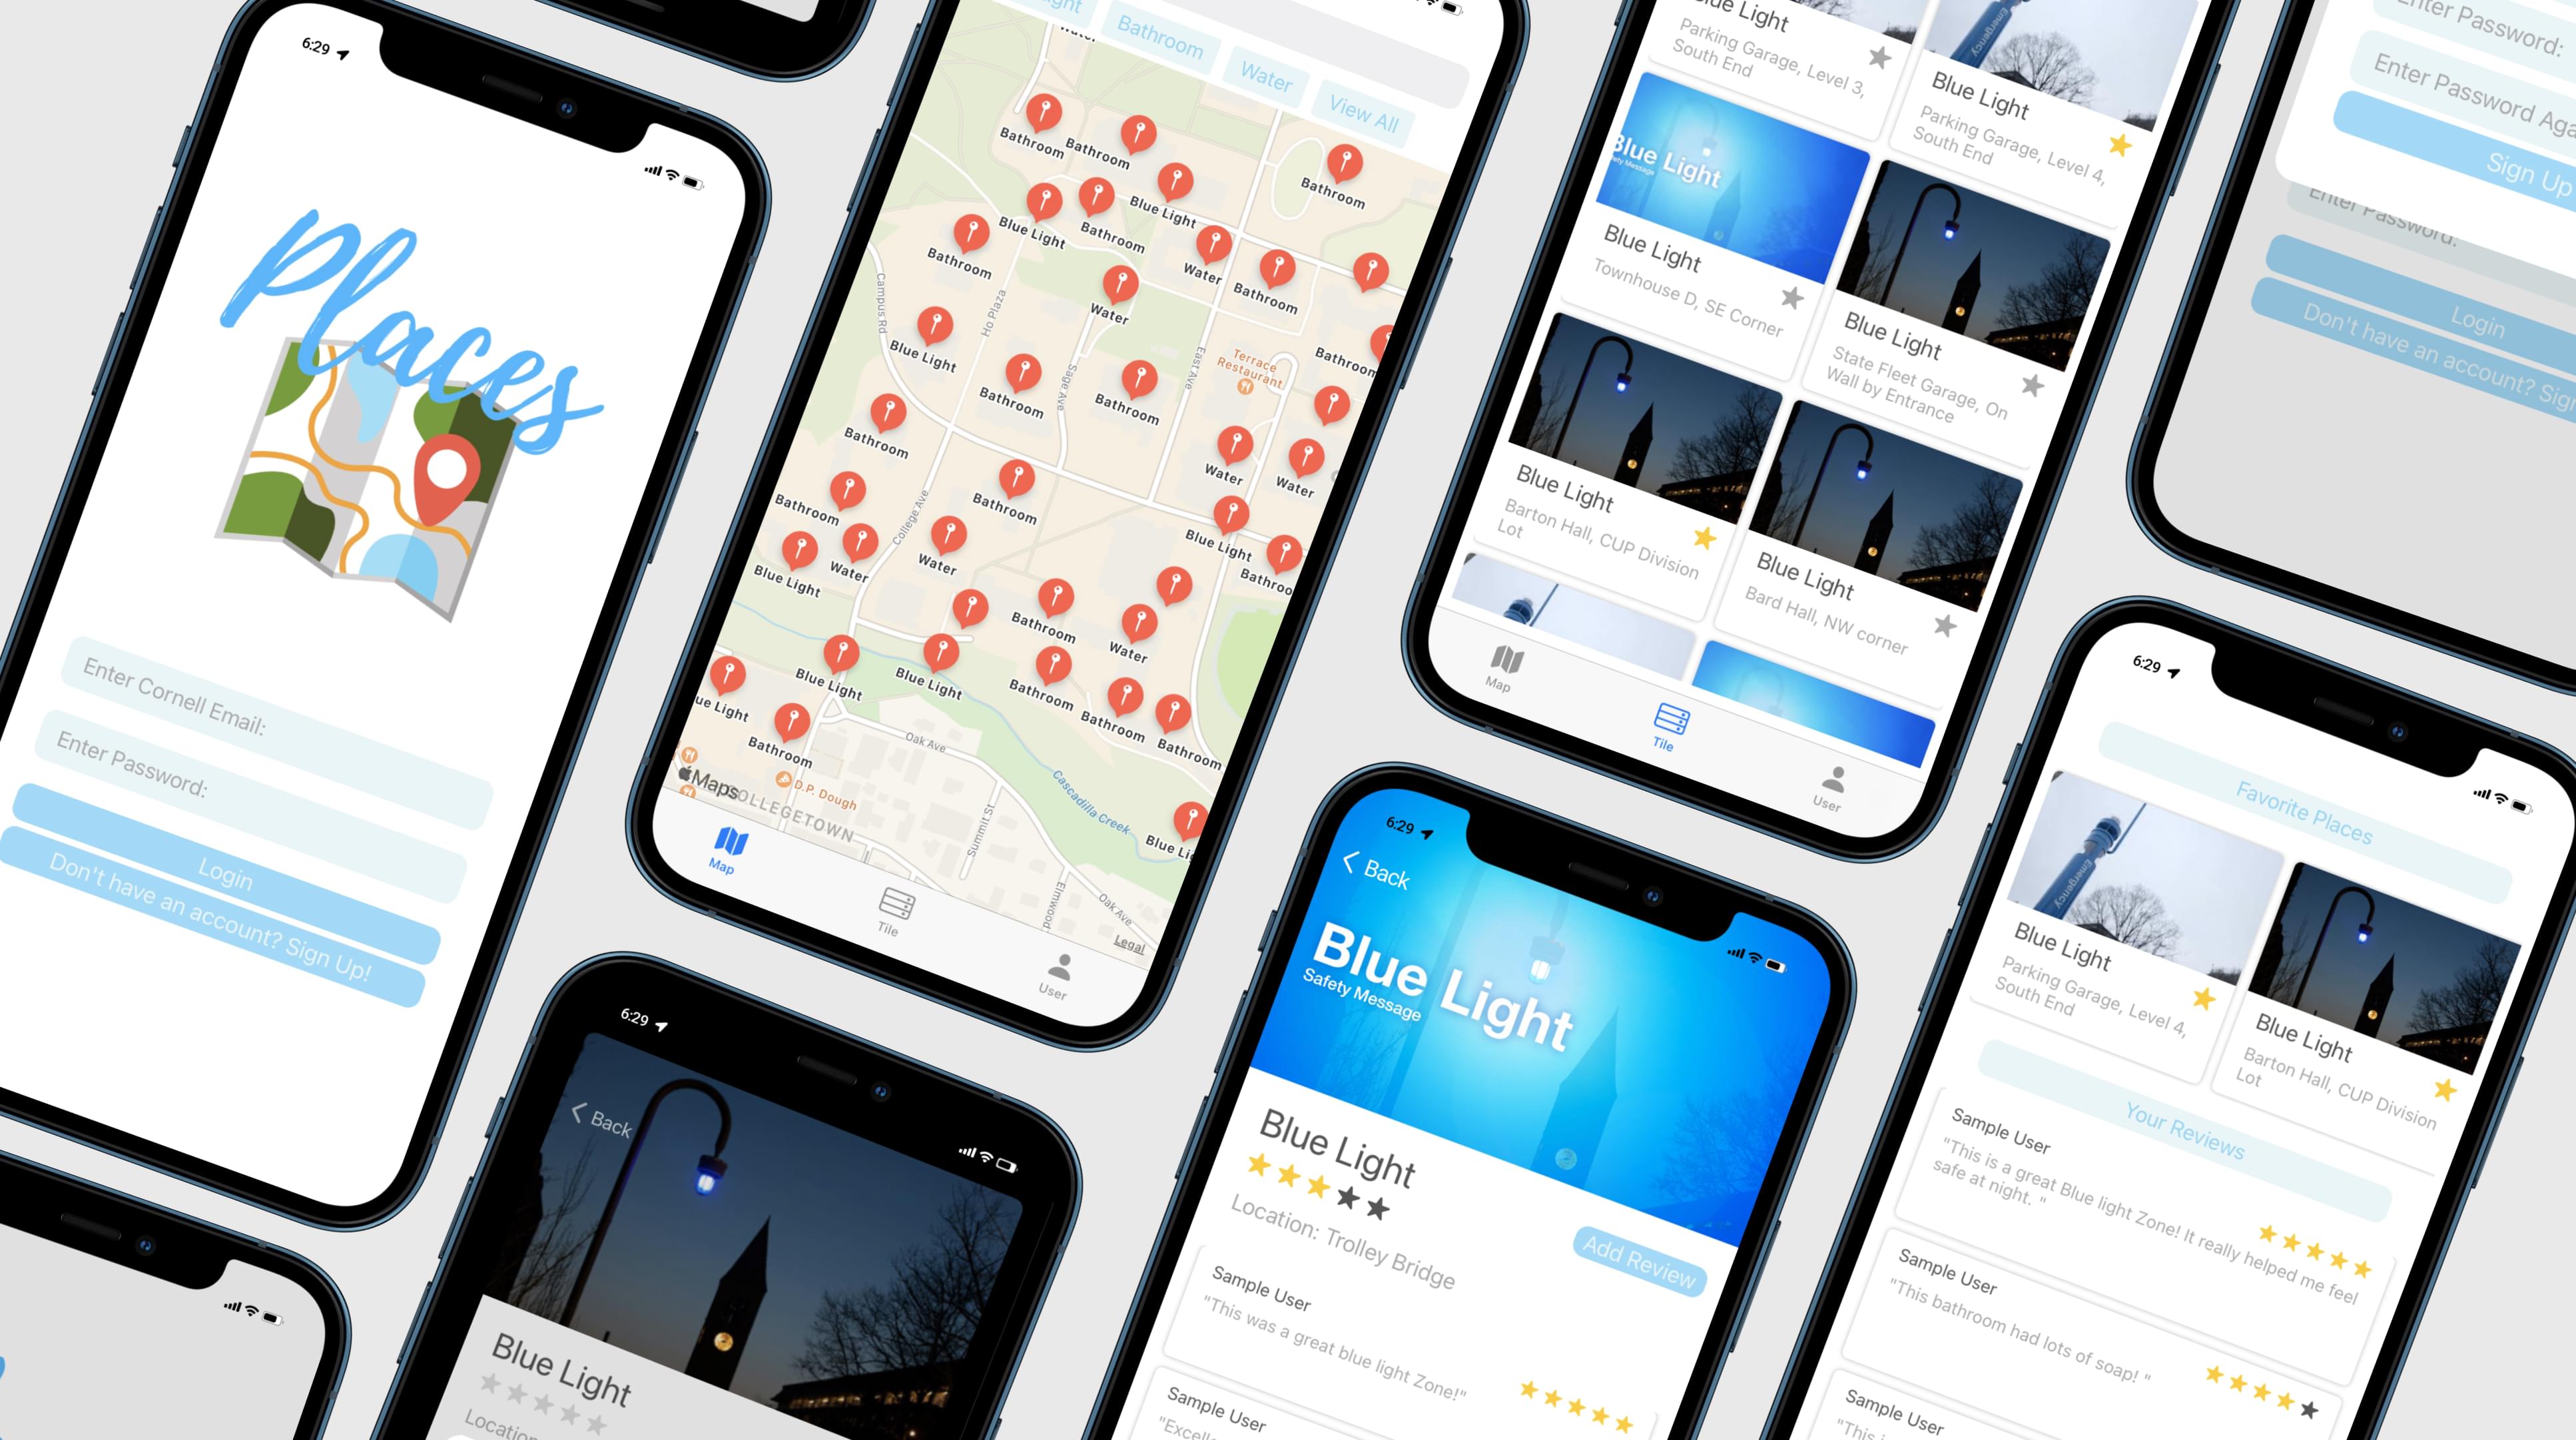 6:29
Places
Enter Cornell Email:
Enter Password:
Login
Don't have an account? Sign Up!
Bathroom
Water
View All
Water
Bathroom
Bathroom
Bathroom
Blue Light
Blue Light
Bathroom
Bathroom
Water
Bathroom
Water
Campus Rd
Ho Plaza
Blue Light
East Ave
Terrace
Restaurant
Bathroom
Bathroom
Sage Ave
Bathroom
Bathroom
Water
Water
Bathroom
Bathroom
College Ave
Blue Light
Water
Water
Blue Light
Bathroom
Water
Blue Light
Blue Light
Bathroom
Bathroom
Bathroom
Bathroom
Oak Ave
Maps
D.P. Dough
COLLEGETOWN
Summit St
Cascadilla Creek
Elmwood
Oak Ave
Legal
Map
Tile
User
Blue Light
Parking Garage, Level 3,
South End
Emergency
Blue Light
Parking Garage, Level 4,
South End
Blue Light
Safety Message
Blue Light
Townhouse D, SE Corner
Blue Light
State Fleet Garage, On
Wall by Entrance
Blue Light
Barton Hall, CUP Division
Lot
Blue Light
Bard Hall, NW corner
Map
Tile
User
Enter Password:
Enter Password Aga
Sign Up
Enter Password:
Login
Don't have an account? Sign
6:29
Back
Blue Light
Location
6:29
Back
Blue Light
Safety Message
Blue Light
Location: Trolley Bridge
Add Review
Sample User
"This was a great blue light Zone!"
Sample User
"Excelle
6:29
Favorite Places
Emergency
Blue Light
Parking Garage, Level 4,
South End
Blue Light
Barton Hall, CUP Division
Lot
Your Reviews
Sample User
"This is a great Blue light Zone! It really helped me feel
safe at night. "
Sample User
"This bathroom had lots of soap! "
Sample User
"This i